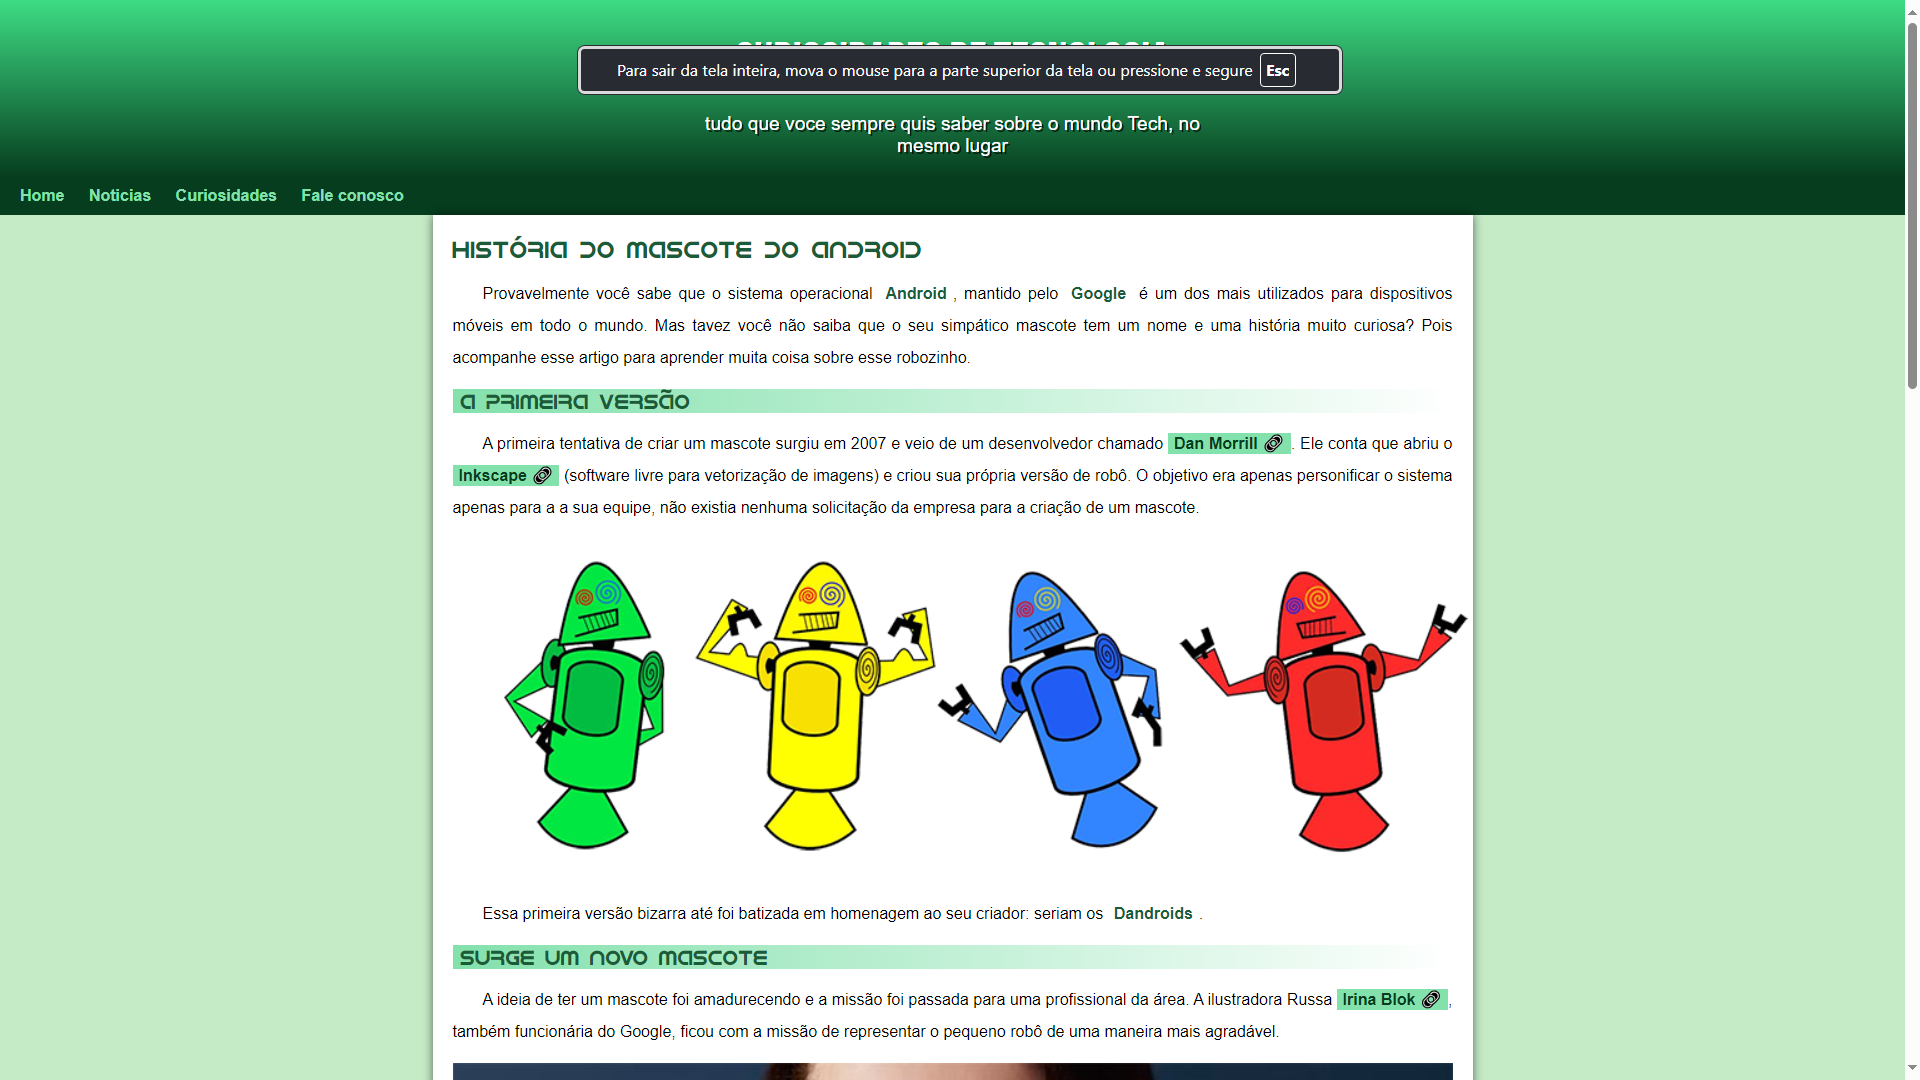 Para sair da tela inteira, mova o mouse para a parte superior da tela ou pressione e segure Esc
tudo que voce sempre quis saber sobre o mundo Tech, no
mesmo lugar
Home Noticias Curiosidades Fale conosco
HISTÓRIA DO MASCOTE DO ANDROID
Provavelmente você sabe que o sistema operacional Android , mantido pelo Google é um dos mais utilizados para dispositivos
móveis em todo o mundo. Mas tavez você não saiba que o seu simpático mascote tem um nome e uma história muito curiosa? Pois
acompanhe esse artigo para aprender muita coisa sobre esse robozinho.
A PRIMEIRA VERSÃO
A primeira tentativa de criar um mascote surgiu em 2007 e veio de um desenvolvedor chamado Dan Morrill . Ele conta que abriu o
Inkscape (software livre para vetorização de imagens) e criou sua própria versão de robô. O objetivo era apenas personificar o sistema
apenas para a a sua equipe, não existia nenhuma solicitação da empresa para a criação de um mascote.
Essa primeira versão bizarra até foi batizada em homenagem ao seu criador: seriam os Dandroids .
SURGE UM NOVO MASCOTE
A ideia de ter um mascote foi amadurecendo e a missão foi passada para uma profissional da área. A ilustradora Russa Irina Blok ,
também funcionária do Google, ficou com a missão de representar o pequeno robô de uma maneira mais agradável.